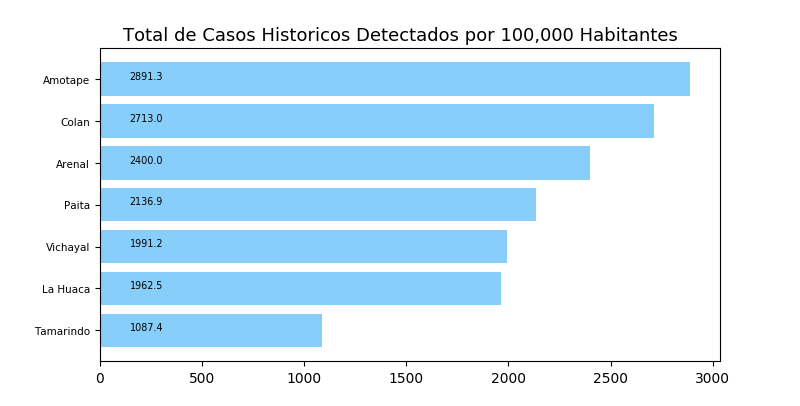 Total de Casos Historicos Detectados por 100,000 Habitantes
Amotape 2891.3
Colan 2713.0
Arenal 2400.0
Paita 2136.9
Vichayal 1991.2
La Huaca 1962.5
Tamarindo 1087.4
0 500 1000 1500 2000 2500 3000